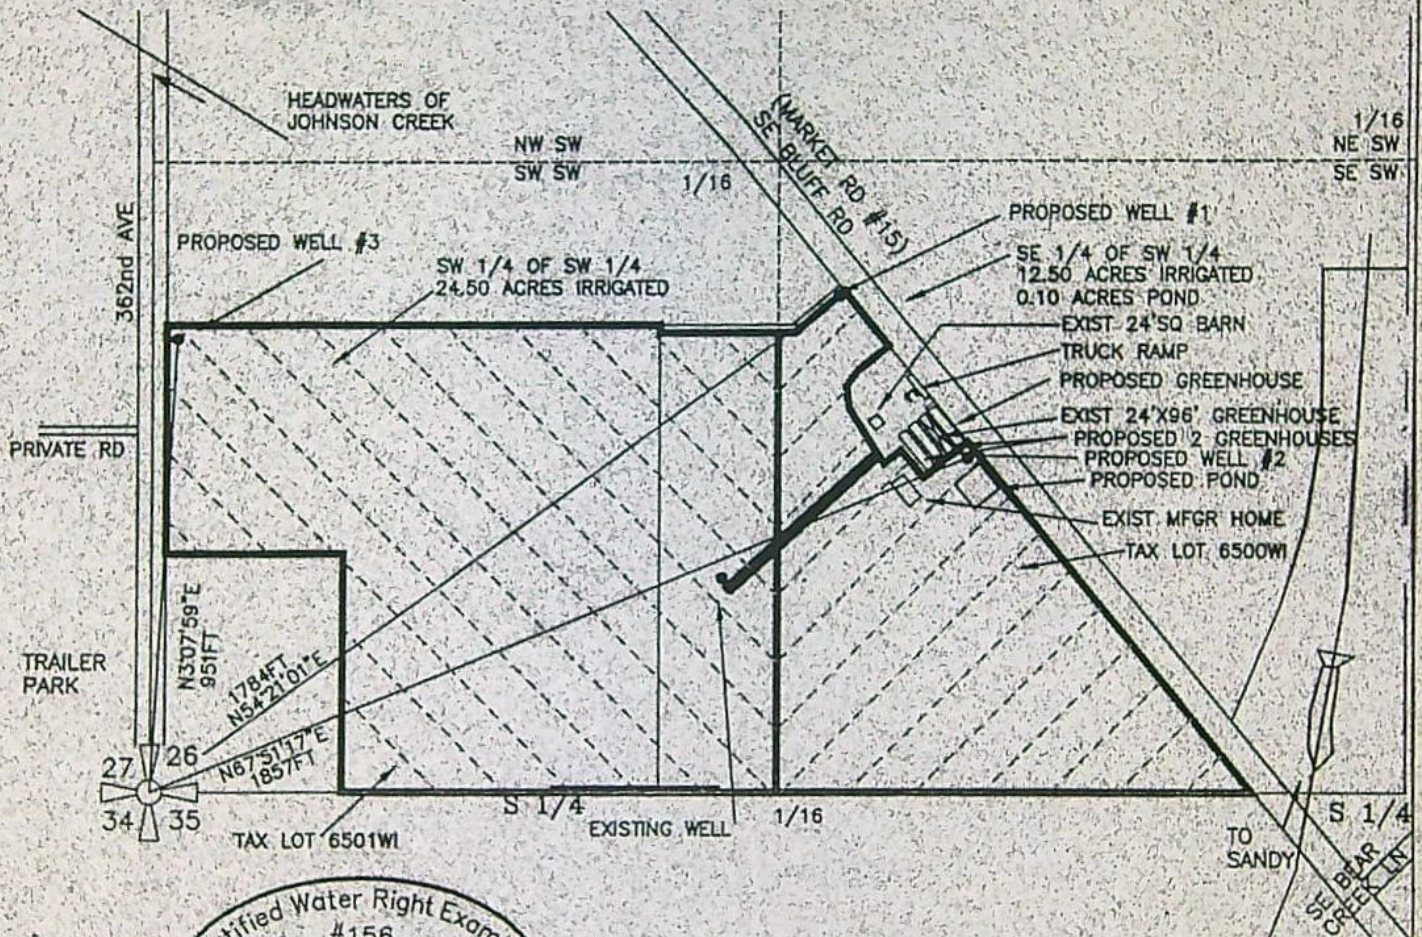 HEADWATERS OF
JOHNSON CREEK
NW SW
SW SW
1/16
(MARKET RD #15)
SE BLUFF RD
1/16
NE SW
SE SW
362nd AVE
PROPOSED WELL #3
SW 1/4 OF SW 1/4
24.50 ACRES IRRIGATED
PROPOSED WELL #1
SE 1/4 OF SW 1/4
12.50 ACRES IRRIGATED
0.10 ACRES POND
EXIST 24'SQ BARN
TRUCK RAMP
PROPOSED GREENHOUSE
EXIST 24'X96' GREENHOUSE
PROPOSED 2 GREENHOUSES
PROPOSED WELL #2
PROPOSED POND
EXIST MFGR HOME
TAX LOT 6500WI
PRIVATE RD
TRAILER
PARK
N3°07'59"E
951FT
1784FT
N54°21'01"E
N67°51'17"E
1857FT
27 26
34 35
S 1/4
TAX LOT 6501WI
EXISTING WELL
1/16
S 1/4
TO
SANDY
SE BEAR
CREEK LN
tified Water Right Exam
#156